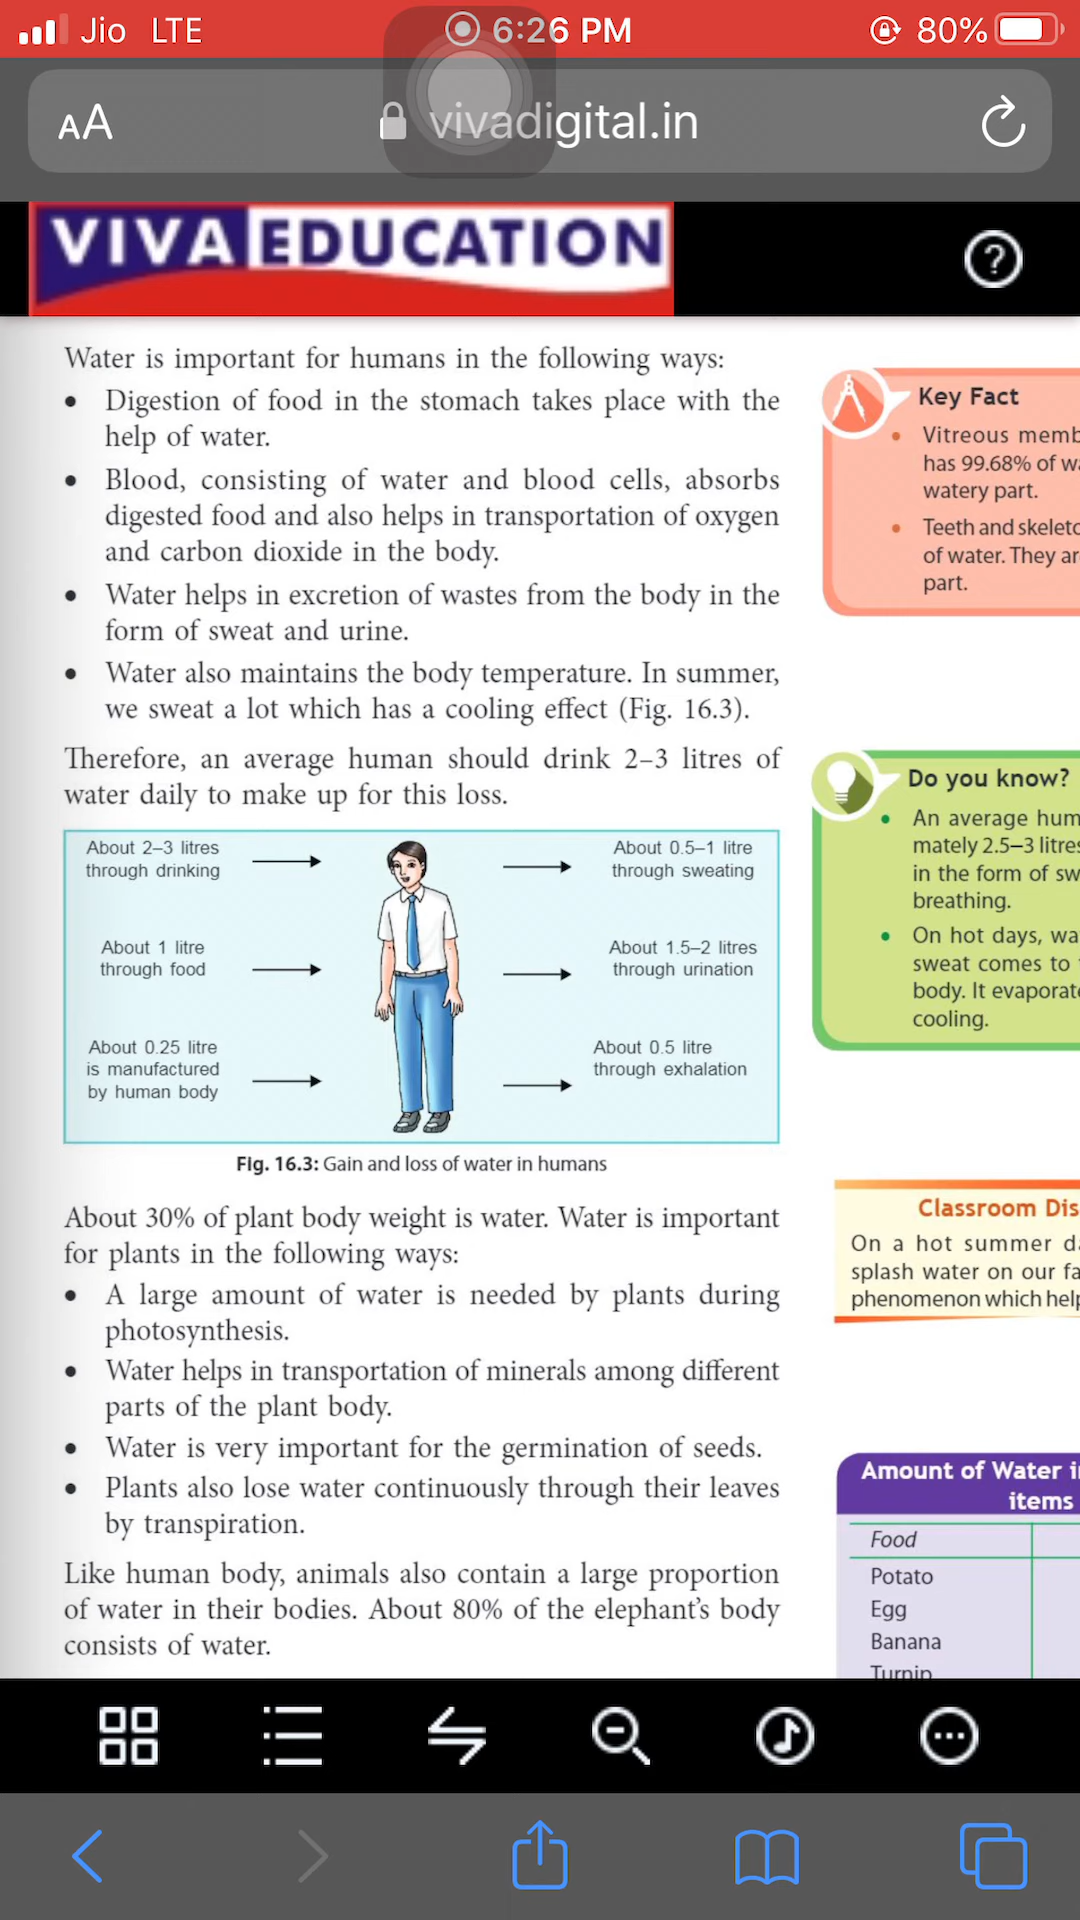 Jio LTE
6:26 PM
80%
AA
vivadigital.in
VIVA EDUCATION
?
Water is important for humans in the following ways:
• Digestion of food in the stomach takes place with the
help of water.
• Blood, consisting of water and blood cells, absorbs
digested food and also helps in transportation of oxygen
and carbon dioxide in the body.
• Water helps in excretion of wastes from the body in the
form of sweat and urine.
• Water also maintains the body temperature. In summer,
we sweat a lot which has a cooling effect (Fig. 16.3).
Therefore, an average human should drink 2–3 litres of
water daily to make up for this loss.
About 2–3 litres
through drinking
About 1 litre
through food
About 0.25 litre
is manufactured
by human body
About 0.5–1 litre
through sweating
About 1.5–2 litres
through urination
About 0.5 litre
through exhalation
Fig. 16.3: Gain and loss of water in humans
About 30% of plant body weight is water. Water is important
for plants in the following ways:
• A large amount of water is needed by plants during
photosynthesis.
• Water helps in transportation of minerals among different
parts of the plant body.
• Water is very important for the germination of seeds.
• Plants also lose water continuously through their leaves
by transpiration.
Like human body, animals also contain a large proportion
of water in their bodies. About 80% of the elephant's body
consists of water.
Key Fact
• Vitreous
has 99.68% of
watery part.
• Teeth and
of water. They
part.
Do you know?
• An average
mately 2.5–3
in the form of
breathing.
• On hot days,
sweat comes to
body. It
cooling.
Classroom
On a hot summer
splash water on our
phenomenon which
Amount of Water
items
Food
Potato
Egg
Banana
Turnip